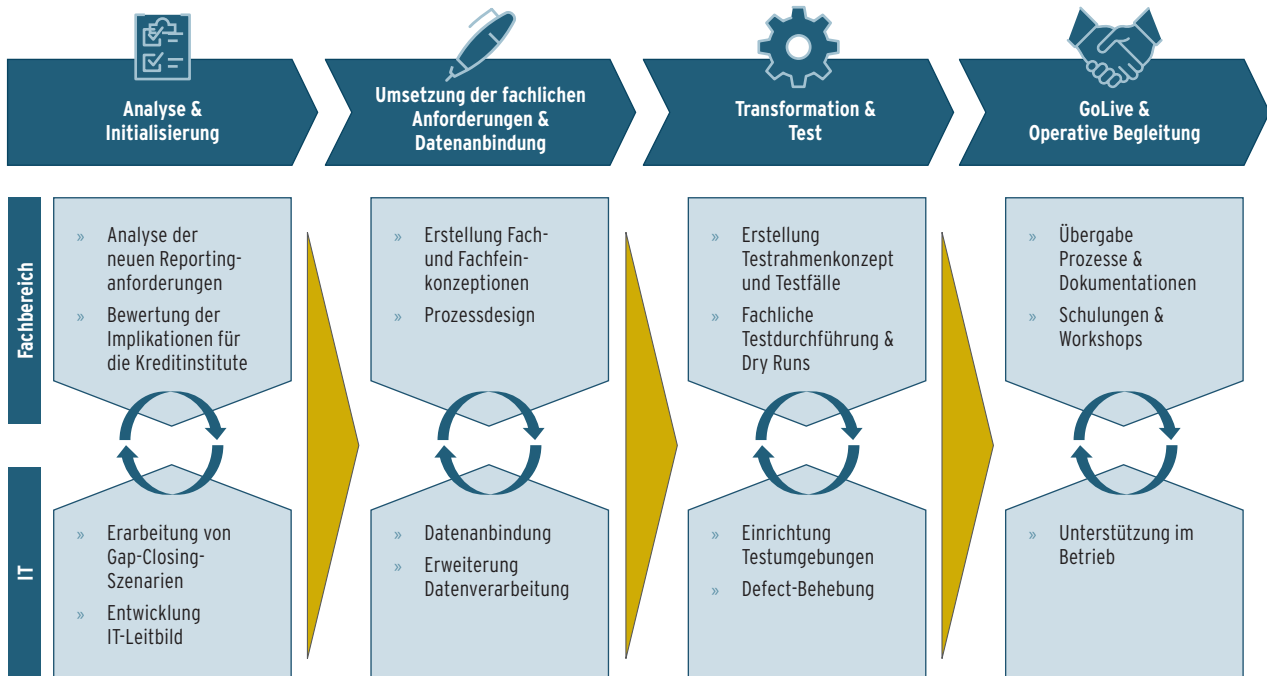 Analyse &
Initialisierung
Umsetzung der fachlichen
Anforderungen &
Datenanbindung
Transformation &
Test
GoLive &
Operative Begleitung
Fachbereich
» Analyse der
neuen Reporting-
anforderungen
» Bewertung der
Implikationen für
die Kreditinstitute
» Erstellung Fach-
und Fachfein-
konzeptionen
» Prozessdesign
» Erstellung
Testrahmenkonzept
und Testfälle
» Fachliche
Testdurchführung &
Dry Runs
» Übergabe
Prozesse &
Dokumentationen
» Schulungen &
Workshops
IT
» Erarbeitung von
Gap-Closing-
Szenarien
» Entwicklung
IT-Leitbild
» Datenanbindung
» Erweiterung
Datenverarbeitung
» Einrichtung
Testumgebungen
» Defect-Behebung
» Unterstützung im
Betrieb